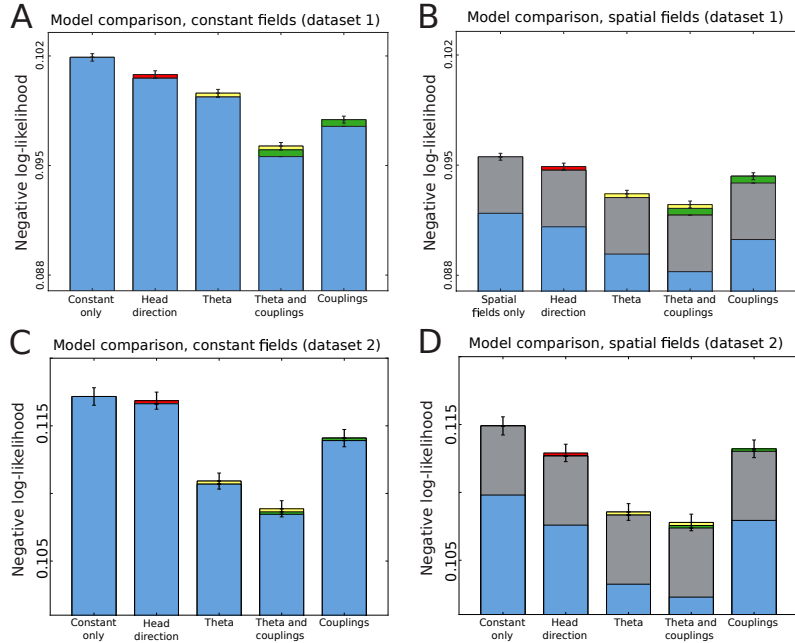 A
Model comparison, constant fields (dataset 1)
Negative log-likelihood
0.102
0.095
0.088
Constant only
Head direction
Theta
Theta and couplings
Couplings
B
Model comparison, spatial fields (dataset 1)
Negative log-likelihood
0.102
0.095
0.088
Spatial fields only
Head direction
Theta
Theta and couplings
Couplings
C
Model comparison, constant fields (dataset 2)
Negative log-likelihood
0.115
0.105
Constant only
Head direction
Theta
Theta and couplings
Couplings
D
Model comparison, spatial fields (dataset 2)
Negative log-likelihood
0.115
0.105
Constant only
Head direction
Theta
Theta and couplings
Couplings